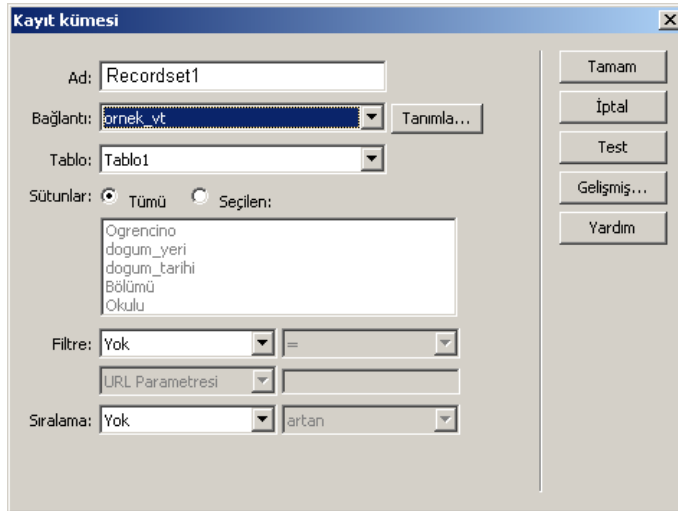 Kayıt kümesi
Ad: Recordset1
Bağlantı: ornek_vt Tanımla...
Tablo: Tablo1
Sütunlar: Tümü Seçilen:
Ogrencino
dogum_yeri
dogum_tarihi
Bölümü
Okulu
Filtre: Yok =
URL Parametresi
Sıralama: Yok artan
Tamam
İptal
Test
Gelişmiş...
Yardım